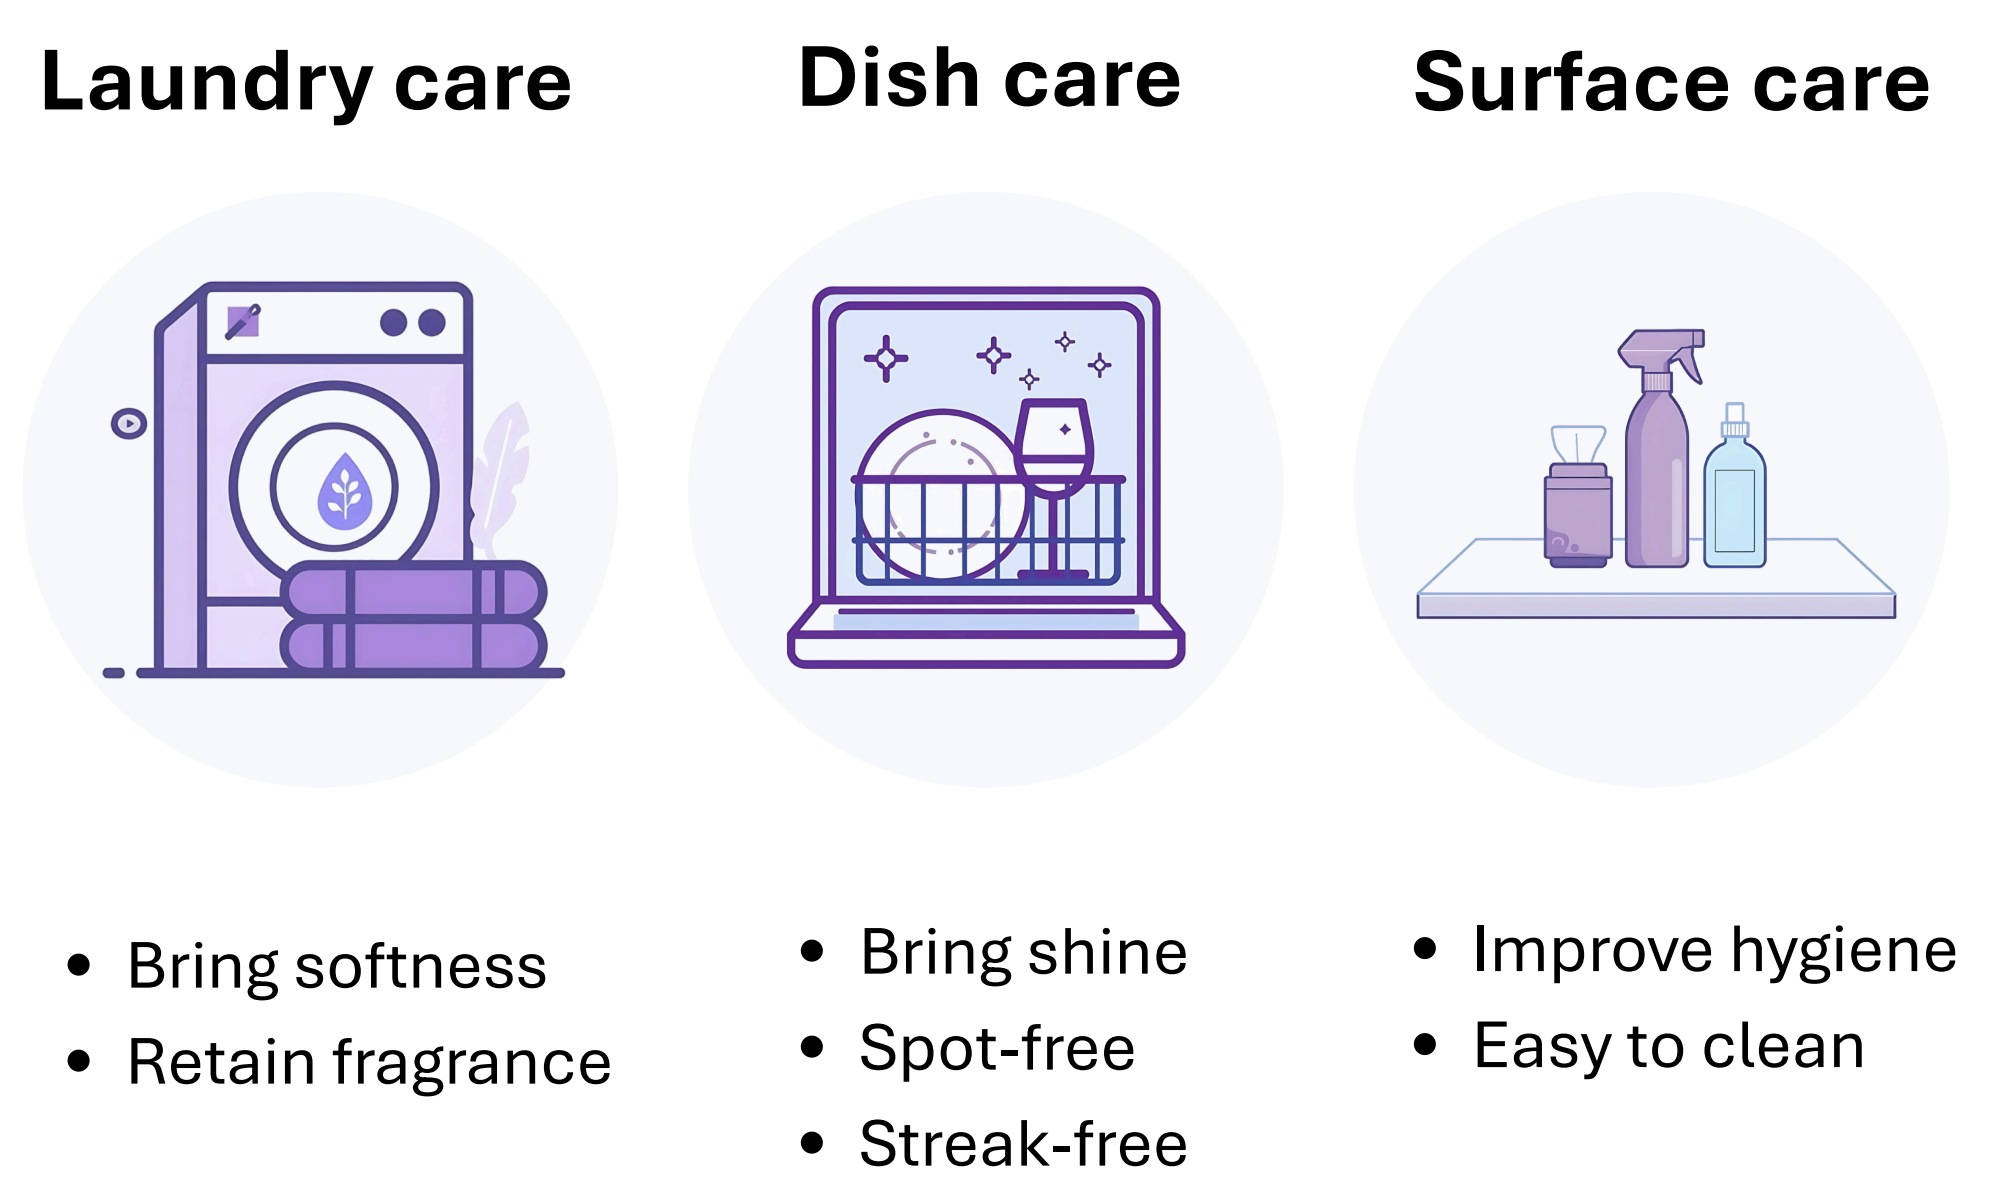 Laundry care
Dish care
Surface care
• Bring softness
• Retain fragrance
• Bring shine
• Spot-free
• Streak-free
• Improve hygiene
• Easy to clean